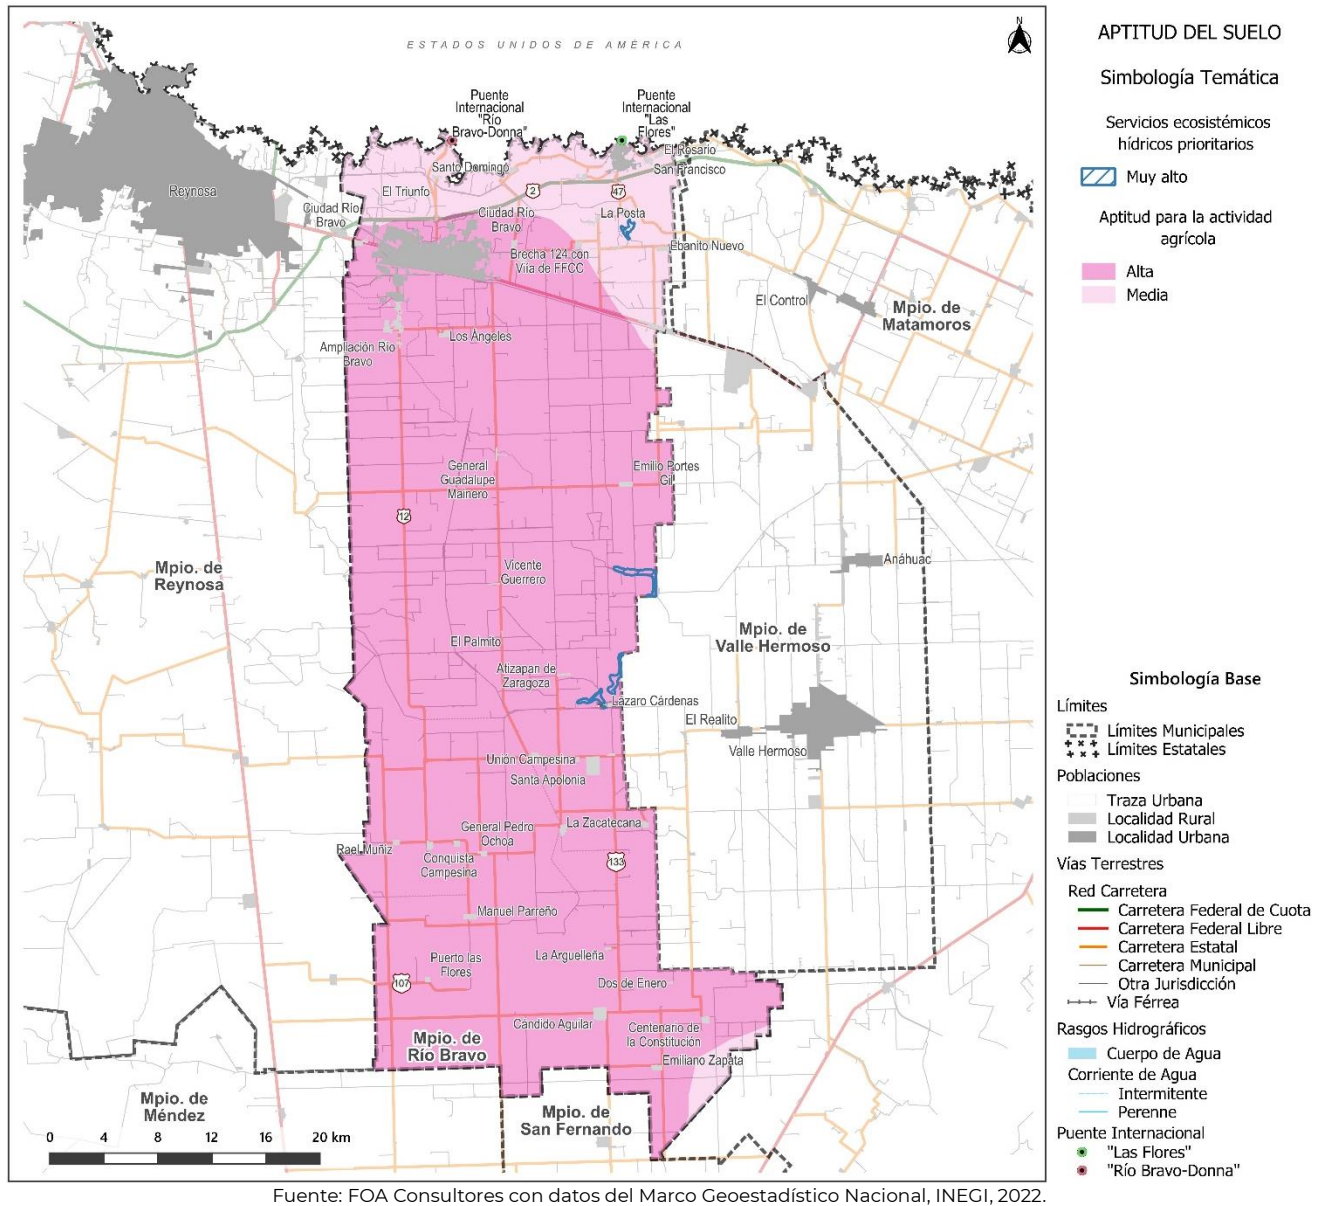 ESTADOS UNIDOS DE AMÉRICA
N
Puente
Internacional
"Río
Bravo-Donna"
Puente
Internacional
"Las
Flores"
El Rosario
San Francisco
Santo Domingo
Reynosa
El Triunfo
2
47
Ciudad Río
Bravo
Ciudad Río
Bravo
La Posta
Ebanito Nuevo
Brecha 124 con
Vía de FFCC
El Control
Mpio. de
Matamoros
Los Angeles
Ampliación Río
Bravo
General
Guadalupe
Mainero
Emilio Portes
Gil
12
Anáhuac
Mpio. de
Reynosa
Vicente
Guerrero
El Palmito
Mpio. de
Valle Hermoso
Atizapan de
Zaragoza
Lázaro Cárdenas
El Realito
Valle Hermoso
Unión Campesina
Santa Apolonia
General Pedro
Ochoa
La Zacatecana
Rael Muñiz
Conquista
Campesina
133
Manuel Parreño
La Arguelleña
Puerto las
Flores
107
Dos de Enero
Cándido Aguilar
Centenario de
la Constitución
Mpio. de
Río Bravo
Emiliano Zapata
Mpio. de
Méndez
Mpio. de
San Fernando
0 4 8 12 16 20 km
APTITUD DEL SUELO
Simbología Temática
Servicios ecosistémicos
hídricos prioritarios
Muy alto
Aptitud para la actividad
agrícola
Alta
Media
Simbología Base
Límites
Límites Municipales
Límites Estatales
Poblaciones
Traza Urbana
Localidad Rural
Localidad Urbana
Vías Terrestres
Red Carretera
Carretera Federal de Cuota
Carretera Federal Libre
Carretera Estatal
Carretera Municipal
Otra Jurisdicción
Vía Férrea
Rasgos Hidrográficos
Cuerpo de Agua
Corriente de Agua
Intermitente
Perenne
Puente Internacional
"Las Flores"
"Río Bravo-Donna"
Fuente: FOA Consultores con datos del Marco Geoestadístico Nacional, INEGI, 2022.